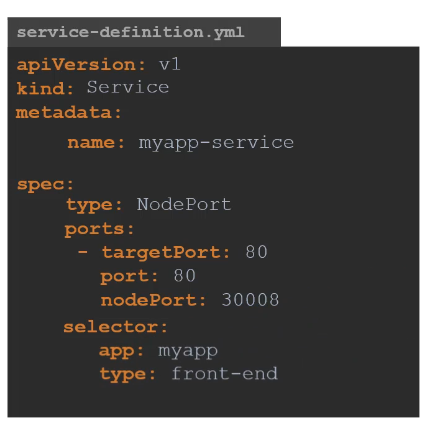 service-definition.yml
apiVersion: v1
kind: Service
metadata:
name: myapp-service
spec:
type: NodePort
ports:
- targetPort: 80
port: 80
nodePort: 30008
selector:
app: myapp
type: front-end